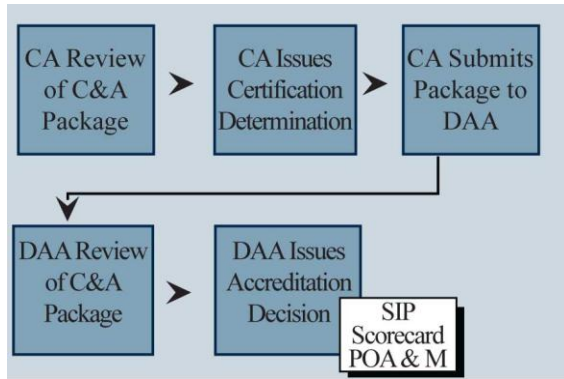 CA Review
of C&A
Package
CA Issues
Certification
Determination
CA Submits
Package to
DAA
DAA Review
of C&A
Package
DAA Issues
Accreditation
Decision
SIP
Scorecard
POA & M